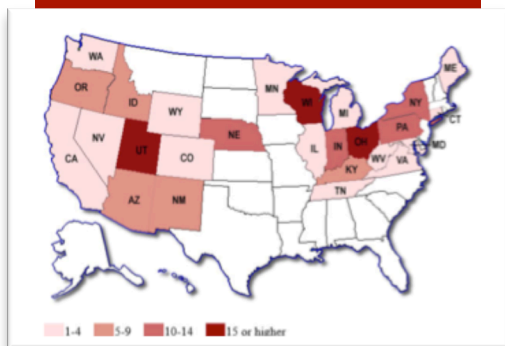 WA
ME
OR
ID
MN
WI
MI
NY
WY
CT
NE
PA
NV
UT
CO
IL
IN
OH
MD
WV
VA
CA
KY
TN
AZ
NM
1-4
5-9
10-14
15 or higher